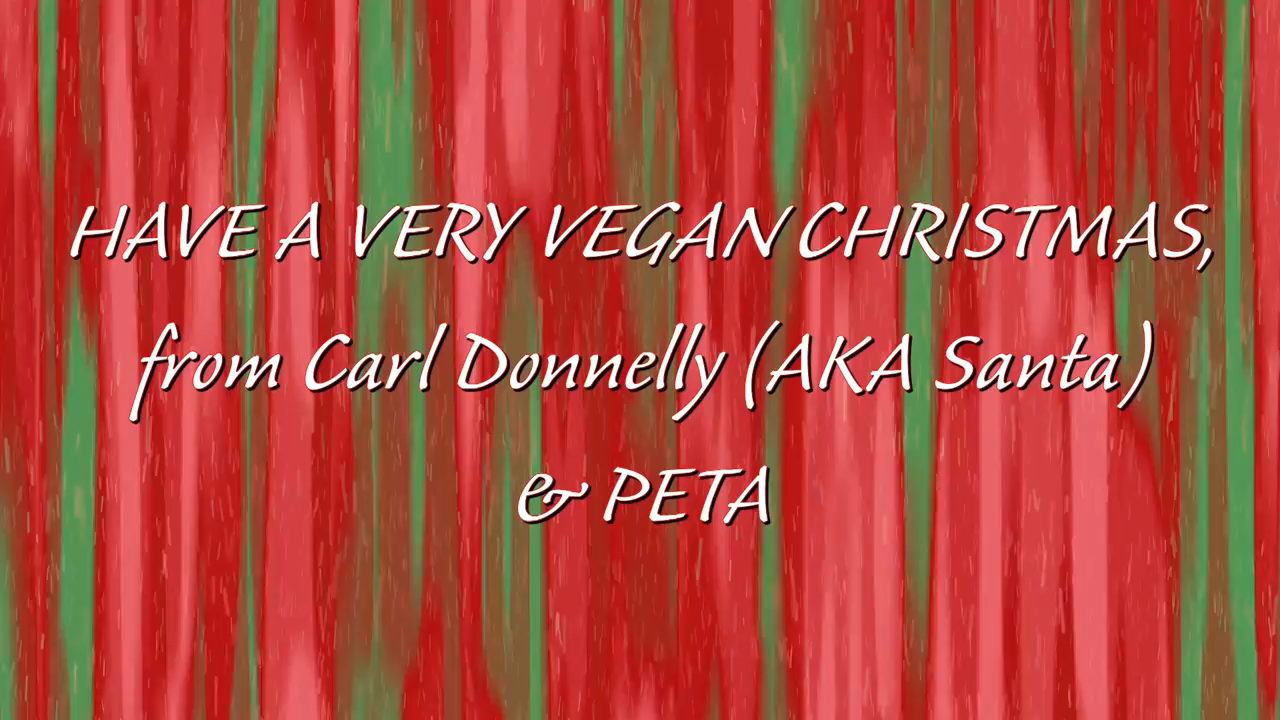 HAVE A VERY VEGAN CHRISTMAS,
from Carl Donnelly (AKA Santa)
& PETA